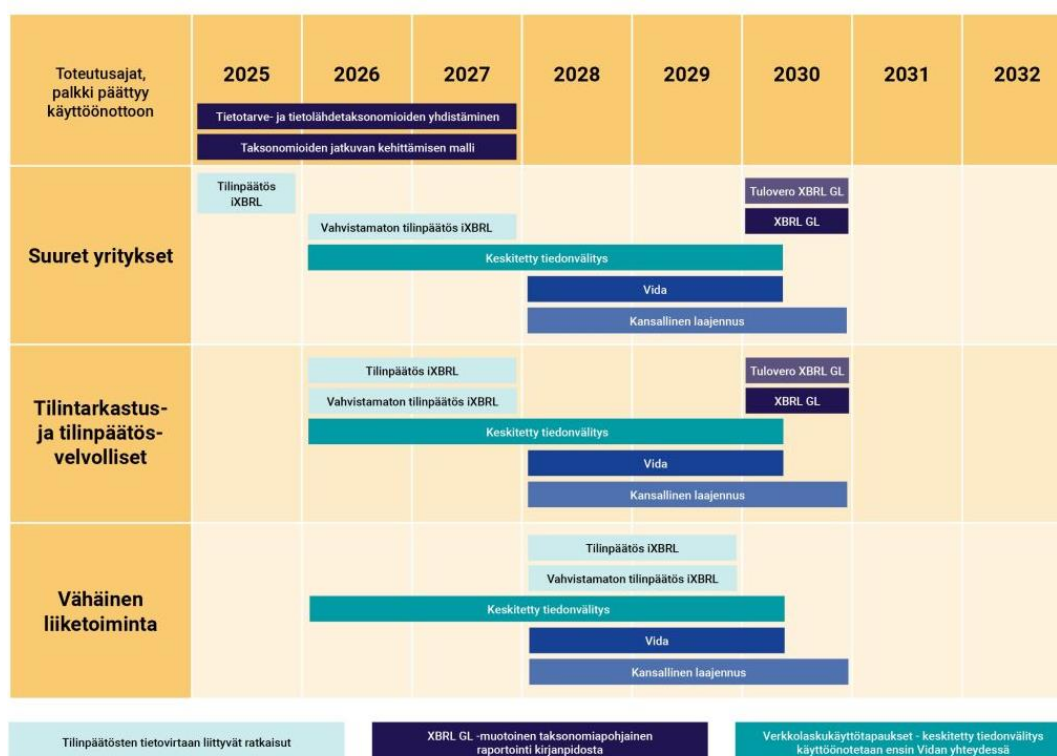 Toteutusajat,
palkki päättyy
käyttöönottoon
2025
2026
2027
2028
2029
2030
2031
2032
Tietotarve- ja tietolähdetaksonomioiden yhdistäminen
Taksonomioiden jatkuvan kehittämisen malli
Suuret yritykset
Tilinpäätös
iXBRL
Vahvistamaton tilinpäätös iXBRL
Keskitetty tiedonvälitys
Vida
Kansallinen laajennus
Tulovero XBRL GL
XBRL GL
Tilintarkastus-
ja tilinpäätös-
velvolliset
Tilinpäätös iXBRL
Vahvistamaton tilinpäätös iXBRL
Keskitetty tiedonvälitys
Vida
Kansallinen laajennus
Tulovero XBRL GL
XBRL GL
Vähäinen
liiketoiminta
Tilinpäätös iXBRL
Vahvistamaton tilinpäätös iXBRL
Keskitetty tiedonvälitys
Vida
Kansallinen laajennus
Tilinpäätösten tietovirtaan liittyvät ratkaisut
XBRL GL -muotoinen taksonomiapohjainen
raportointi kirjanpidosta
Verkkolaskukäyttötapaukset - keskitetty tiedonvälitys
käyttöönotetaan ensin Vidan yhteydessä